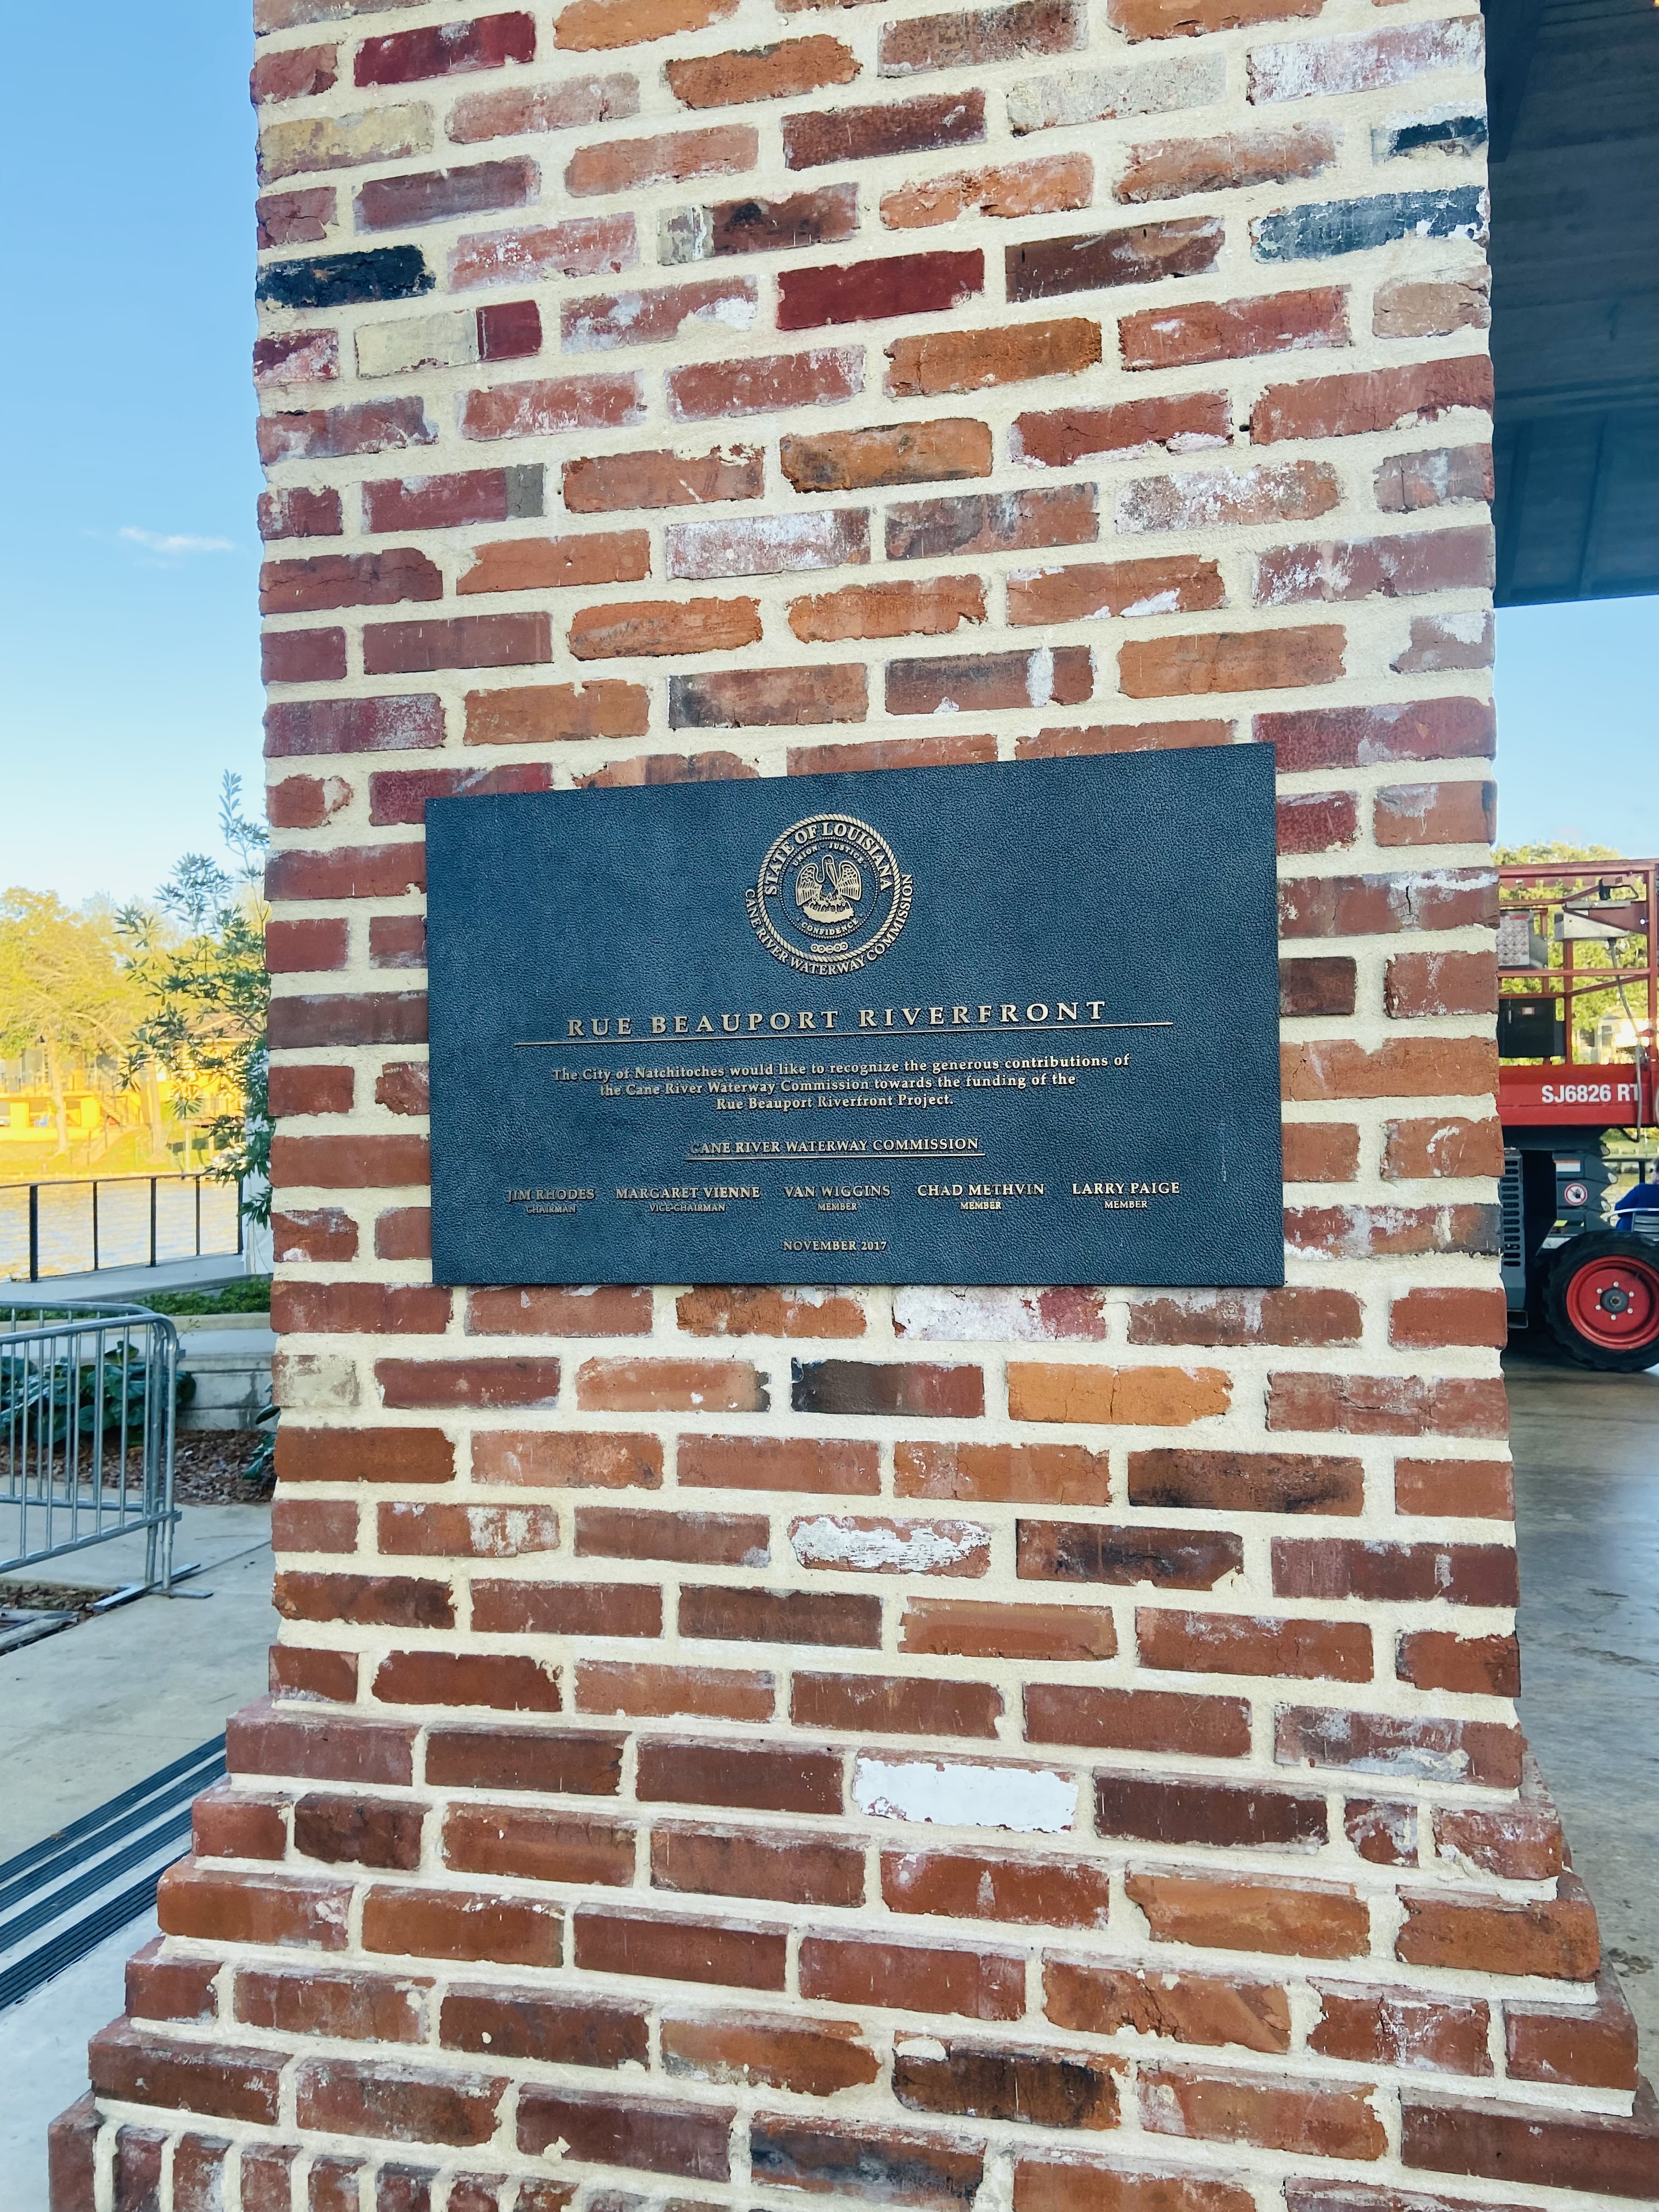 STATE OF LOUISIANA
UNION JUSTICE
CONFIDENCE
CANE RIVER WATERWAY COMMISSION
RUE BEAUPORT RIVERFRONT
The City of Natchitoches would like to recognize the generous contributions of
the Cane River Waterway Commission towards the funding of the
Rue Beauport Riverfront Project.
CANE RIVER WATERWAY COMMISSION
JIM RHODES MARGARET VIENNE VAN WIGGINS CHAD METHVIN LARRY PAIGE
CHAIRMAN VICE-CHAIRMAN MEMBER MEMBER MEMBER
NOVEMBER 2017
SJ6826 RT